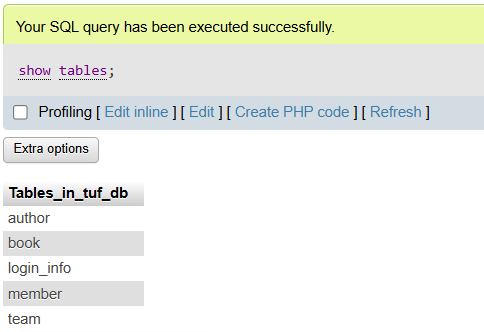 Your SQL query has been executed successfully.
show tables;
Profiling [ Edit inline ] [ Edit ] [ Create PHP code ] [ Refresh ]
Extra options
Tables_in_tuf_db
author
book
login_info
member
team